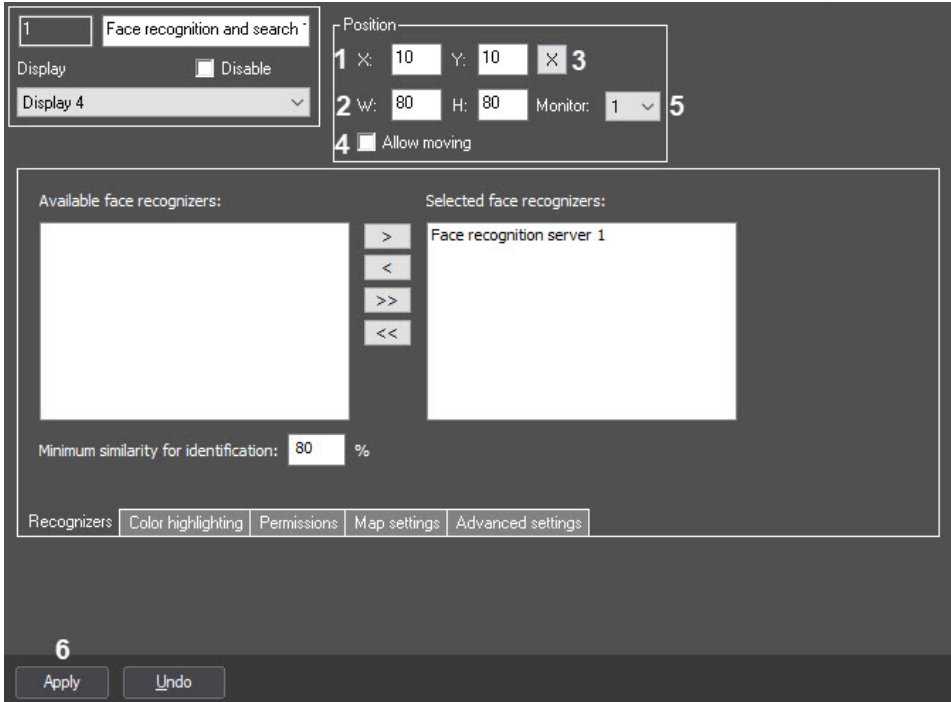 1 Face recognition and search
Position
1 X: 10 Y: 10 X 3
Display Disable
Display 4
2 W: 80 H: 80 Monitor: 1 5
4 Allow moving
Available face recognizers:
Selected face recognizers:
Face recognition server 1
>
<
>>
<<
Minimum similarity for identification: 80 %
Recognizers Color highlighting Permissions Map settings Advanced settings
6
Apply Undo